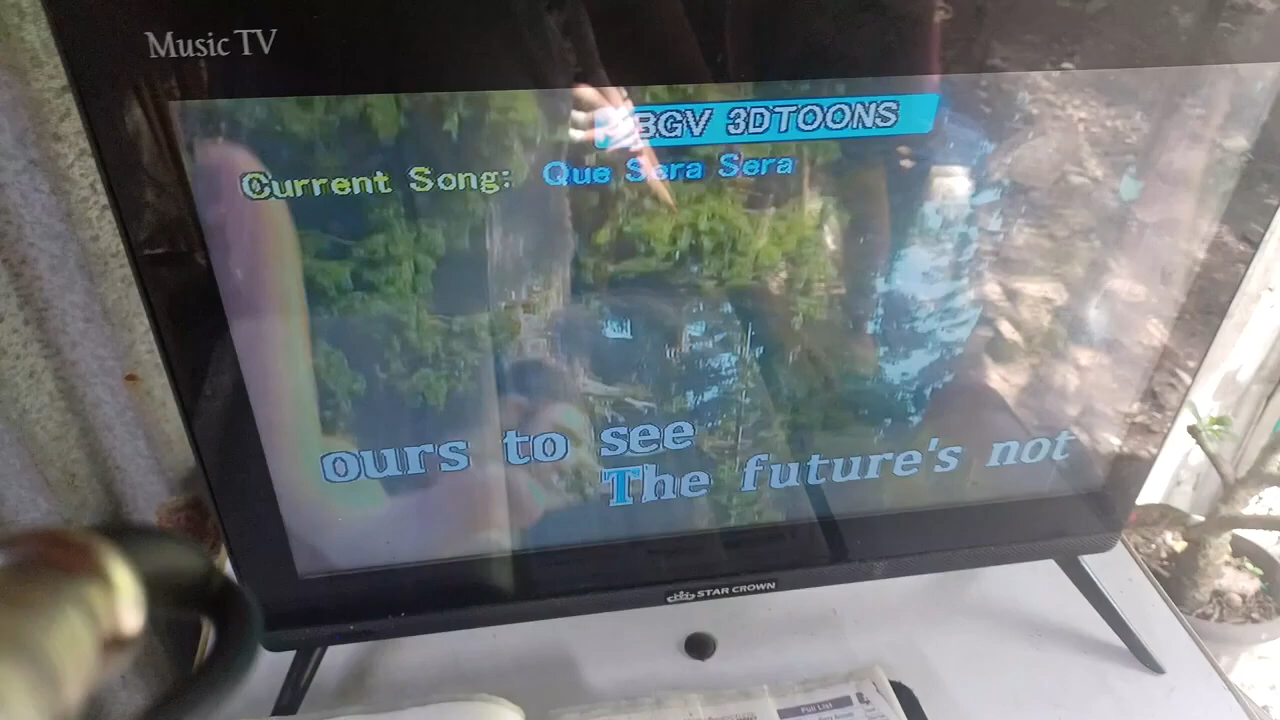 Music TV
BGV 3DTOONS
Current Song: Que Sera Sera
ours to see
The future's not
STAR CROWN
Full List